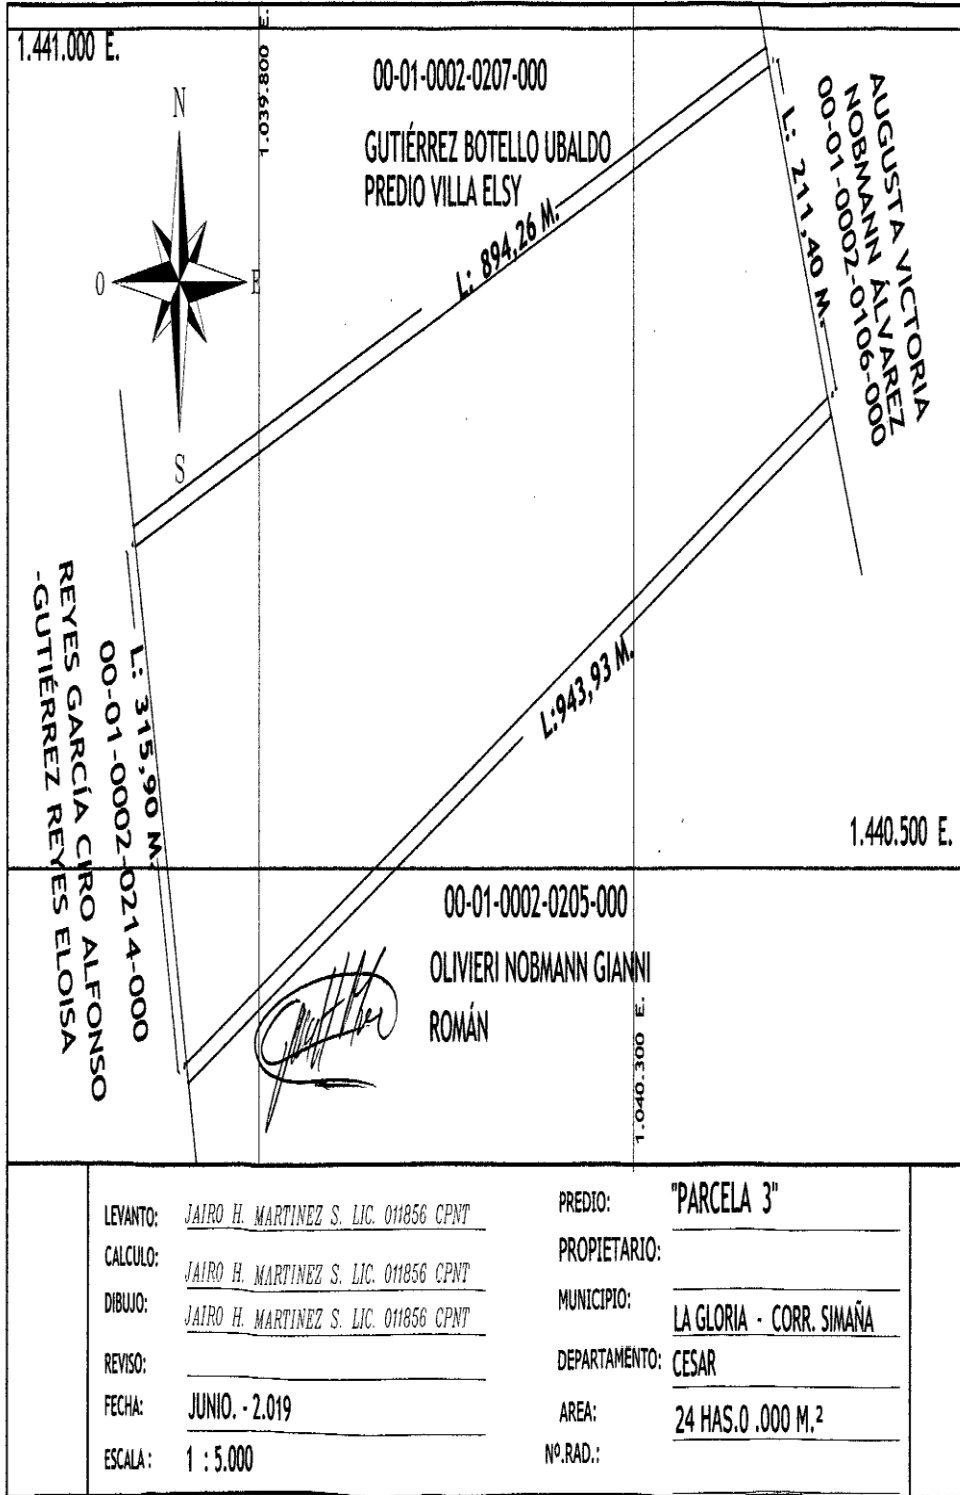 1.441.000 E.
1.039.800 E.
00-01-0002-0207-000
GUTIÉRREZ BOTELLO UBALDO
PREDIO VILLA ELSY
N
O
E
S
L: 894,26 M.
L: 211,40 M.
AUGUSTA VICTORIA
NOBMANN ÁLVAREZ
00-01-0002-0106-000
L: 315,90 M.
00-01-0002-0214-000
REYES GARCÍA CIRO ALFONSO
-GUTIÉRREZ REYES ELOISA
L:943,93 M.
1.440.500 E.
00-01-0002-0205-000
OLIVIERI NOBMANN GIANNI
ROMÁN
1.040.300 E.
LEVANTO: JAIRO H. MARTINEZ S. LIC. 011856 CPNT
CALCULO: JAIRO H. MARTINEZ S. LIC. 011856 CPNT
DIBUJO: JAIRO H. MARTINEZ S. LIC. 011856 CPNT
REVISO:
FECHA: JUNIO. - 2.019
ESCALA : 1 : 5.000
PREDIO: "PARCELA 3"
PROPIETARIO:
MUNICIPIO: LA GLORIA - CORR. SIMAÑA
DEPARTAMENTO: CESAR
AREA: 24 HAS.0 .000 M.²
Nº.RAD.: